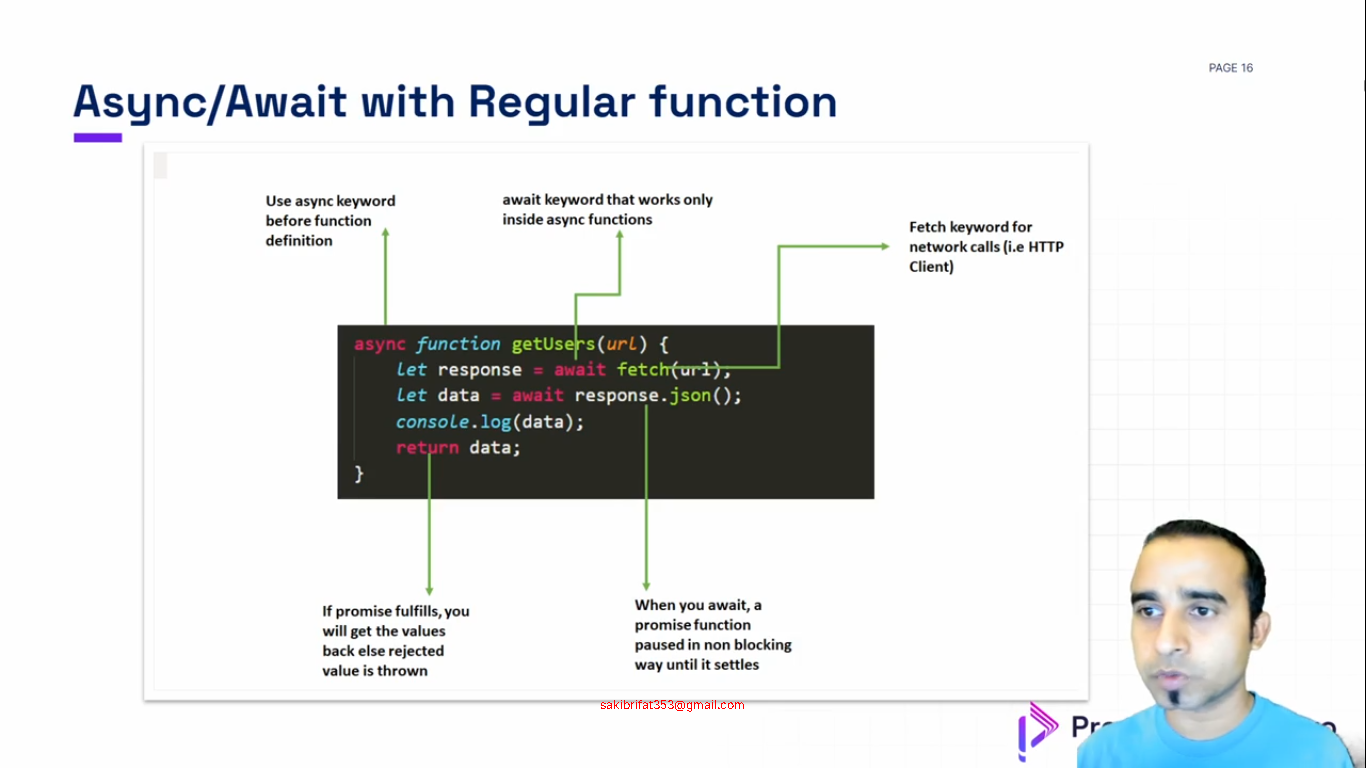 PAGE 16
Async/Await with Regular function
Use async keyword
before function
definition
await keyword that works only
inside async functions
Fetch keyword for
network calls (i.e HTTP
Client)
async function getUsers(url) {
let response = await fetch(url);
let data = await response.json();
console.log(data);
return data;
}
If promise fulfills, you
will get the values
back else rejected
value is thrown
When you await, a
promise function
paused in non blocking
way until it settles
sakibrifat353@gmail.com